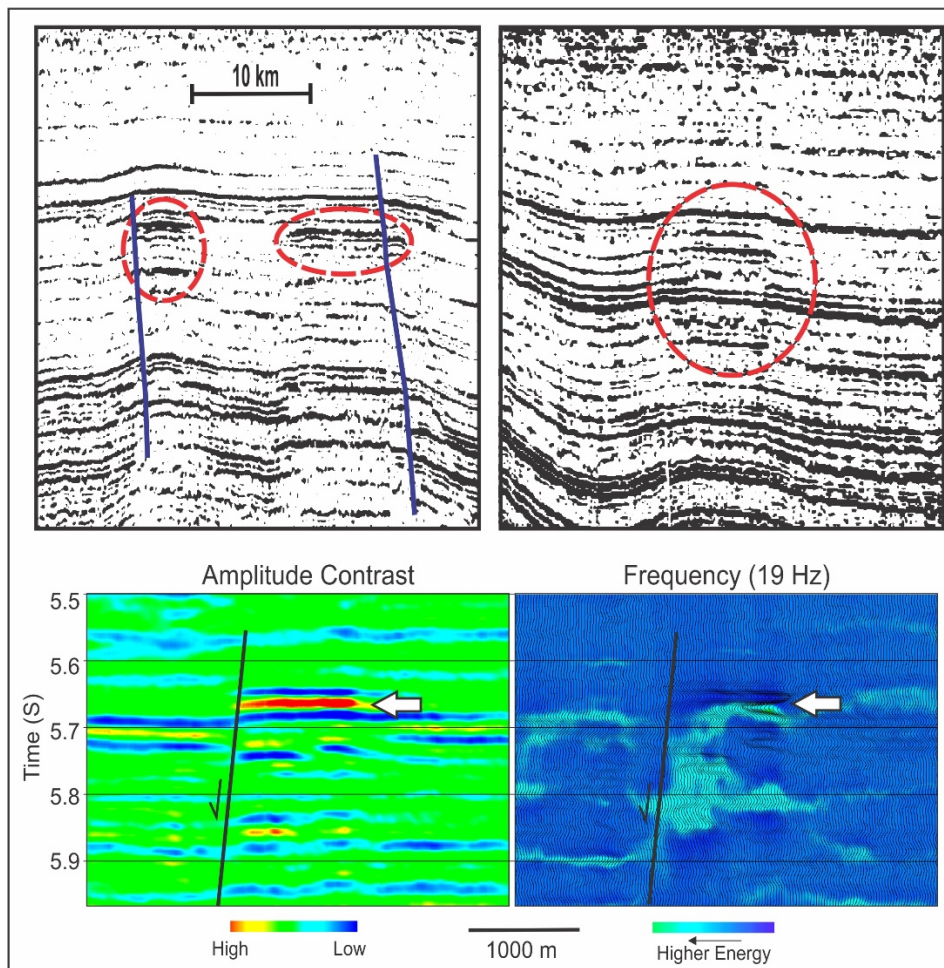 10 km
Amplitude Contrast
Frequency (19 Hz)
5.5
5.6
5.7
5.8
5.9
Time (S)
High
Low
1000 m
Higher Energy